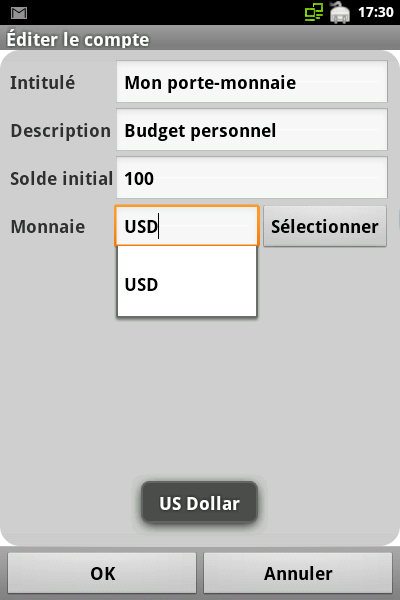 17:30
Éditer le compte
Intitulé Mon porte-monnaie
Description Budget personnel
Solde initial 100
Monnaie USD Sélectionner
USD
US Dollar
OK Annuler